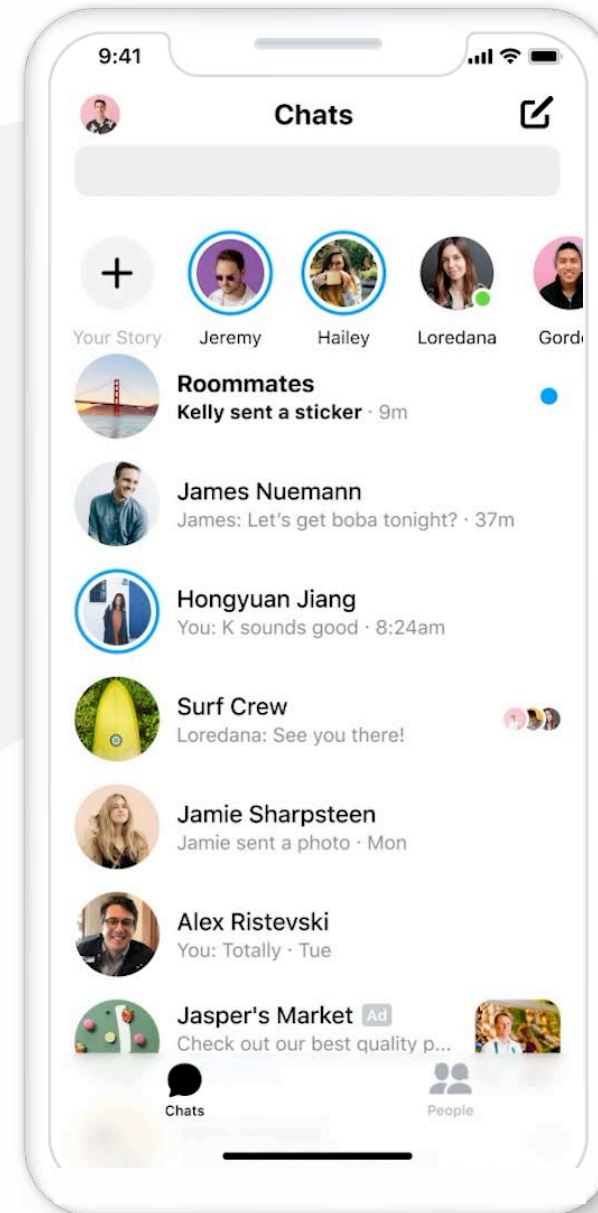 9:41
Chats
Your Story
Jeremy
Hailey
Loredana
Gord
Roommates
Kelly sent a sticker · 9m
James Nuemann
James: Let's get boba tonight? · 37m
Hongyuan Jiang
You: K sounds good · 8:24am
Surf Crew
Loredana: See you there!
Jamie Sharpsteen
Jamie sent a photo · Mon
Alex Ristevski
You: Totally · Tue
Jasper's Market Ad
Check out our best quality p...
Chats
People